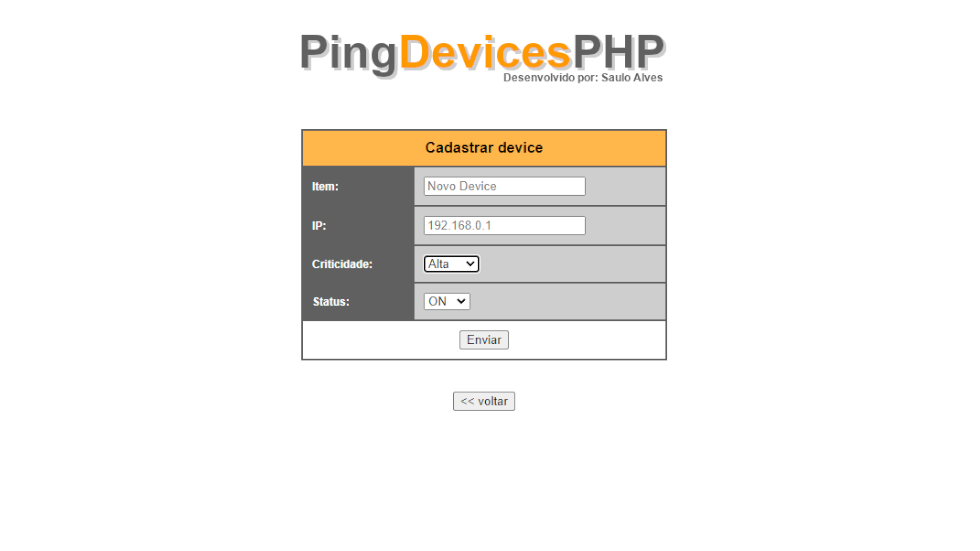 PingDevicesPHP
Desenvolvido por: Saulo Alves
Cadastrar device
Item: Novo Device
IP: 192.168.0.1
Criticidade: Alta
Status: ON
Enviar
<< voltar